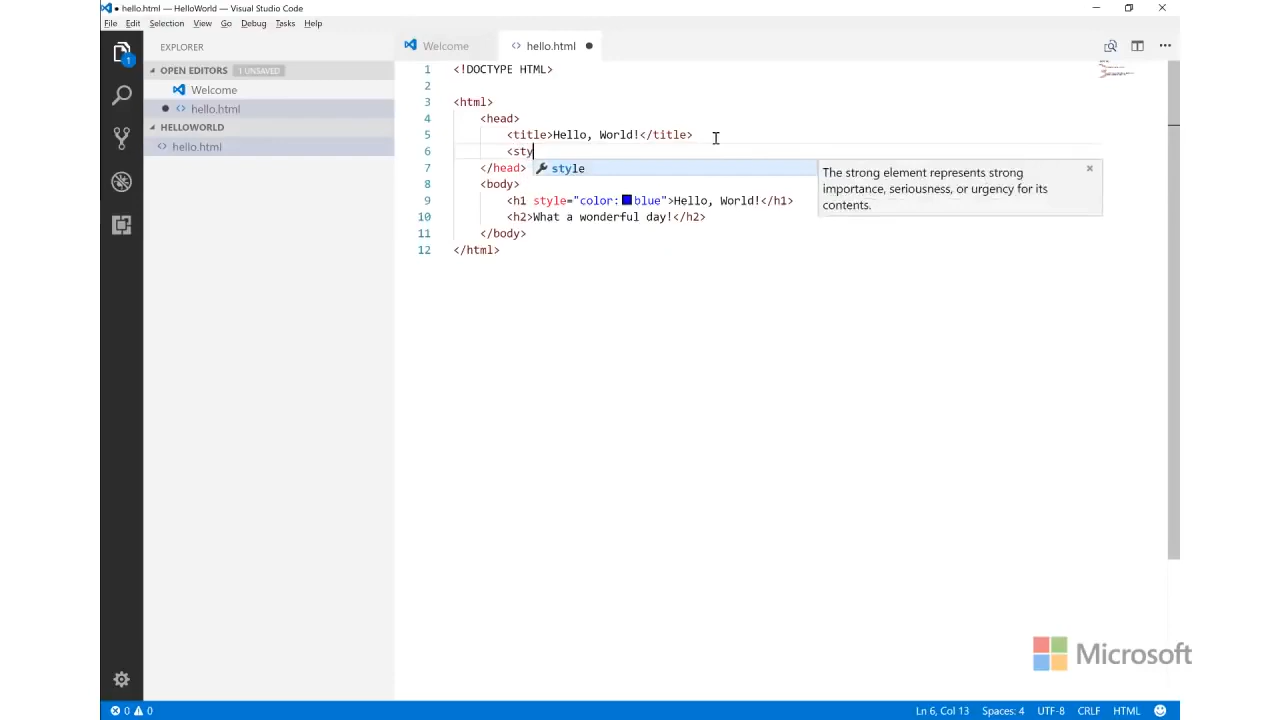 hello.html — HelloWorld — Visual Studio Code
File Edit Selection View Go Debug Tasks Help
EXPLORER
OPEN EDITORS 1 UNSAVED
Welcome
hello.html
HELLOWORLD
hello.html
1
Welcome
hello.html
1 <!DOCTYPE HTML>
2
3 <html>
4 <head>
5 <title>Hello, World!</title>
6 <sty
7 </head>
8 <body>
9 <h1 style="color:blue">Hello, World!</h1>
10 <h2>What a wonderful day!</h2>
11 </body>
12 </html>
style
The strong element represents strong
importance, seriousness, or urgency for its
contents.
Microsoft
0 0
Ln 6, Col 13 Spaces: 4 UTF-8 CRLF HTML